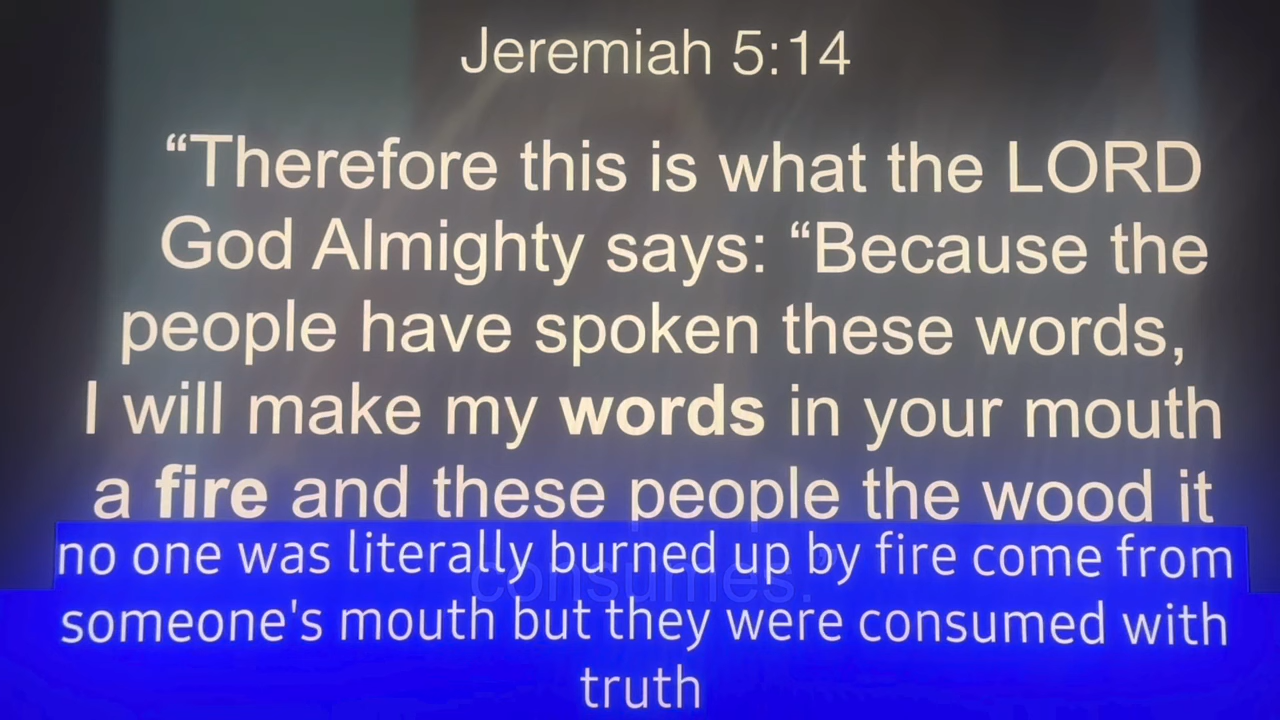 Jeremiah 5:14
“Therefore this is what the LORD
God Almighty says: “Because the
people have spoken these words,
I will make my words in your mouth
a fire and these people the wood it
consumes.”
no one was literally burned up by fire come from
someone's mouth but they were consumed with
truth